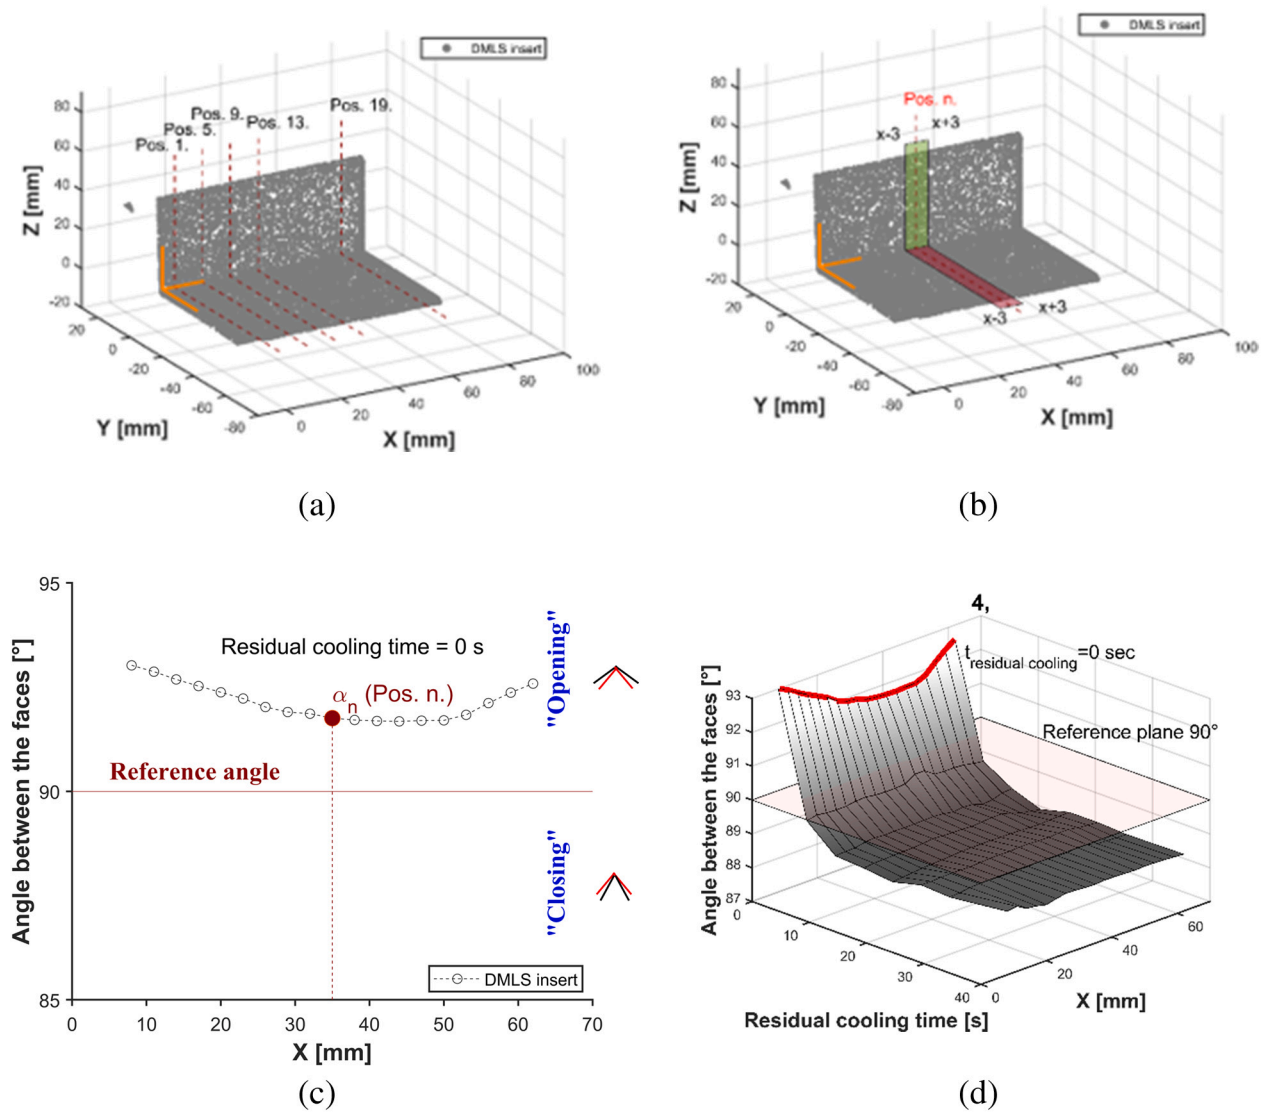 DMLS insert
Pos. 9.
Pos. 19.
Pos. 5.
Pos. 13.
Pos. 1.
80
60
40
20
0
-20
Z [mm]
20
0
-20
-40
-60
-80
Y [mm]
0
20
40
60
80
100
X [mm]
(a)
DMLS insert
Pos. n.
x-3
x+3
x-3
x+3
80
60
40
20
0
-20
Z [mm]
20
0
-20
-40
-60
-80
Y [mm]
0
20
40
60
80
100
X [mm]
(b)
95
90
85
Angle between the faces [°]
Residual cooling time = 0 s
αn (Pos. n.)
Reference angle
"Opening"
"Closing"
DMLS insert
0
10
20
30
40
50
60
70
X [mm]
(c)
4,
tresidual cooling=0 sec
Reference plane 90°
93
92
91
90
89
88
87
Angle between the faces [°]
0
10
20
30
40
Residual cooling time [s]
0
20
40
60
X [mm]
(d)